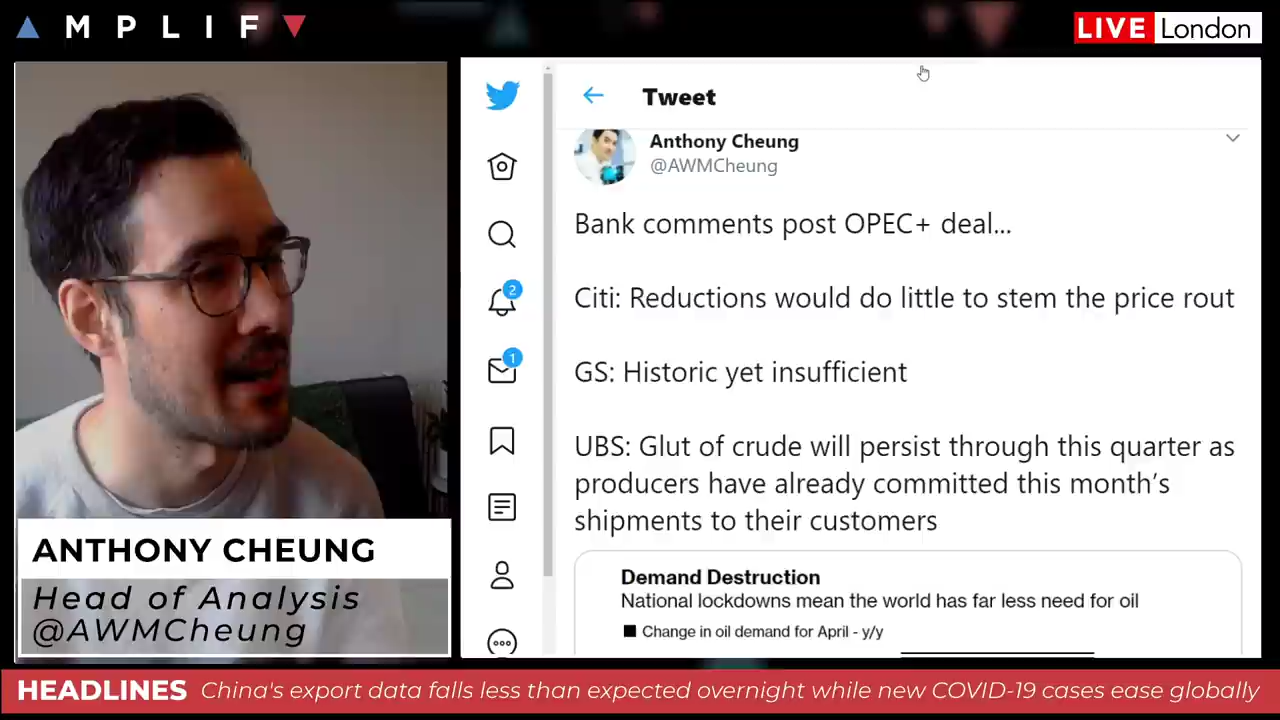 AMPLIFY
LIVE London
Tweet
Anthony Cheung
@AWMCheung
Bank comments post OPEC+ deal...
Citi: Reductions would do little to stem the price rout
GS: Historic yet insufficient
UBS: Glut of crude will persist through this quarter as
producers have already committed this month’s
shipments to their customers
2
1
Demand Destruction
National lockdowns mean the world has far less need for oil
Change in oil demand for April - y/y
ANTHONY CHEUNG
Head of Analysis
@AWMCheung
HEADLINES China's export data falls less than expected overnight while new COVID-19 cases ease globally